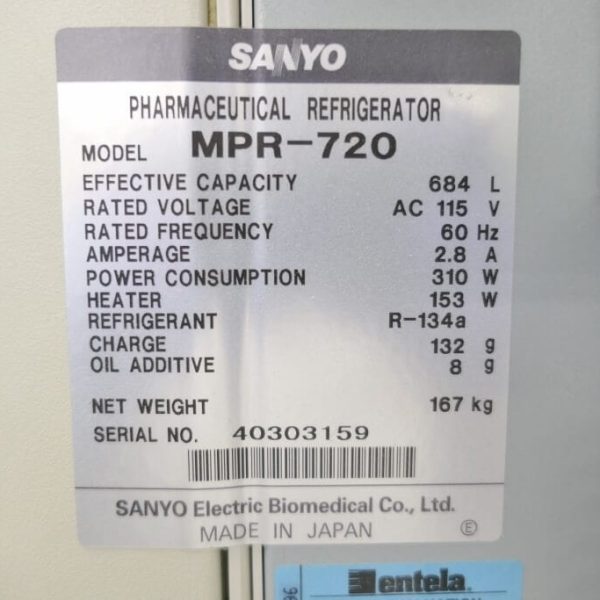 SANYO
PHARMACEUTICAL REFRIGERATOR
MODEL MPR-720
EFFECTIVE CAPACITY 684 L
RATED VOLTAGE AC 115 V
RATED FREQUENCY 60 Hz
AMPERAGE 2.8 A
POWER CONSUMPTION 310 W
HEATER 153 W
REFRIGERANT R-134a
CHARGE 132 g
OIL ADDITIVE 8 g
NET WEIGHT 167 kg
SERIAL NO. 40303159
SANYO Electric Biomedical Co., Ltd.
MADE IN JAPAN Ⓔ
entela